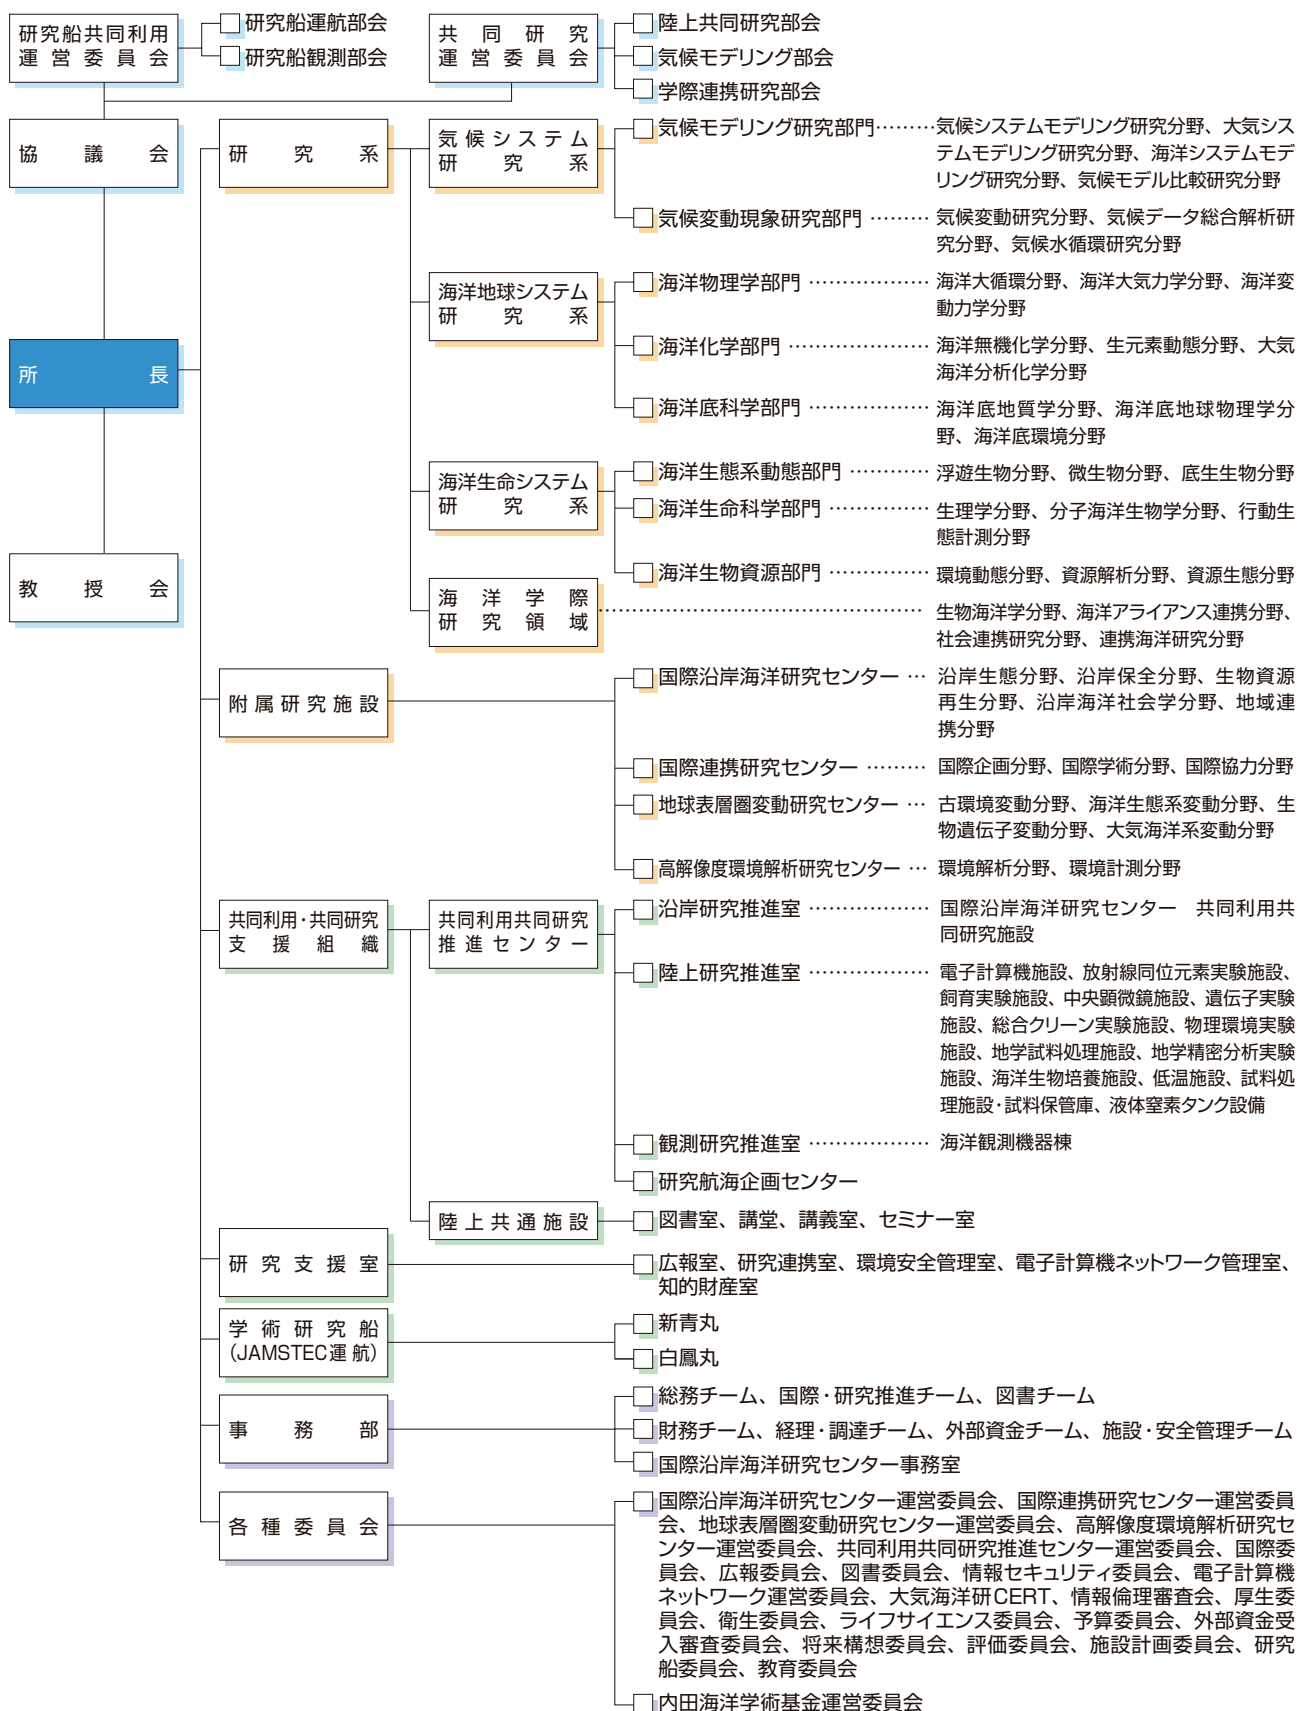 研究船共同利用
運営委員会
研究船運航部会
研究船観測部会
共同研究
運営委員会
陸上共同研究部会
気候モデリング部会
学際連携研究部会
協議会
所長
教授会
研究系
気候システム
研究系
気候モデリング研究部門………気候システムモデリング研究分野、大気シス
テムモデリング研究分野、海洋システムモデ
リング研究分野、気候モデル比較研究分野
気候変動現象研究部門………気候変動研究分野、気候データ総合解析研
究分野、気候水循環研究分野
海洋地球システム
研究系
海洋物理学部門………………海洋大循環分野、海洋大気力学分野、海洋変
動力学分野
海洋化学部門………………海洋無機化学分野、生元素動態分野、大気
海洋分析化学分野
海洋底科学部門………………海洋底地質学分野、海洋底地球物理学分
野、海洋底環境分野
海洋生命システム
研究系
海洋生態系動態部門…………浮遊生物分野、微生物分野、底生生物分野
海洋生命科学部門……………生理学分野、分子海洋生物学分野、行動生
態計測分野
海洋生物資源部門……………環境動態分野、資源解析分野、資源生態分野
海洋学際
研究領域
生物海洋学分野、海洋アライアンス連携分野、
社会連携研究分野、連携海洋研究分野
附属研究施設
国際沿岸海洋研究センター…沿岸生態分野、沿岸保全分野、生物資源
再生分野、沿岸海洋社会学分野、地域連
携分野
国際連携研究センター………国際企画分野、国際学術分野、国際協力分野
地球表層圏変動研究センター…古環境変動分野、海洋生態系変動分野、生
物遺伝子変動分野、大気海洋系変動分野
高解像度環境解析研究センター…環境解析分野、環境計測分野
共同利用・共同研究
支援組織
共同利用共同研究
推進センター
沿岸研究推進室………………国際沿岸海洋研究センター 共同利用共
同研究施設
陸上研究推進室………………電子計算機施設、放射線同位元素実験施設、
飼育実験施設、中央顕微鏡施設、遺伝子実験
施設、総合クリーン実験施設、物理環境実験
施設、地学試料処理施設、地学精密分析実験
施設、海洋生物培養施設、低温施設、試料処
理施設・試料保管庫、液体窒素タンク設備
観測研究推進室………………海洋観測機器棟
研究航海企画センター
陸上共通施設
図書室、講堂、講義室、セミナー室
研究支援室
広報室、研究連携室、環境安全管理室、電子計算機ネットワーク管理室、
知的財産室
学術研究船
(JAMSTEC運航)
新青丸
白鳳丸
事務部
総務チーム、国際・研究推進チーム、図書チーム
財務チーム、経理・調達チーム、外部資金チーム、施設・安全管理チーム
国際沿岸海洋研究センター事務室
各種委員会
国際沿岸海洋研究センター運営委員会、国際連携研究センター運営委員
会、地球表層圏変動研究センター運営委員会、高解像度環境解析研究セ
ンター運営委員会、共同利用共同研究推進センター運営委員会、国際委
員会、広報委員会、図書委員会、情報セキュリティ委員会、電子計算機
ネットワーク運営委員会、大気海洋研CERT、情報倫理審査会、厚生委
員会、衛生委員会、ライフサイエンス委員会、予算委員会、外部資金受
入審査委員会、将来構想委員会、評価委員会、施設計画委員会、研究
船委員会、教育委員会
内田海洋学術基金運営委員会